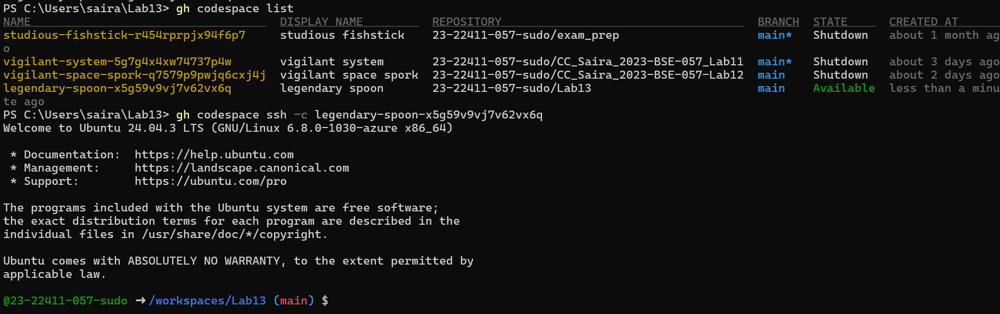 PS C:\Users\saira\Lab13> gh codespace list
NAME DISPLAY NAME REPOSITORY BRANCH STATE CREATED AT
studious-fishstick-r454rprpjx94f6p7 studious fishstick 23-22411-057-sudo/exam_prep main* Shutdown about 1 month ag
o
vigilant-system-5g7g4x4xw74737p4w vigilant system 23-22411-057-sudo/CC_Saira_2023-BSE-057_Lab11 main* Shutdown about 3 days ago
vigilant-space-spork-q7579p9pwjq6cxj4j vigilant space spork 23-22411-057-sudo/CC_Saira_2023-BSE-057-Lab12 main Shutdown about 2 days ago
legendary-spoon-x5g59v9vj7v62vx6q legendary spoon 23-22411-057-sudo/Lab13 main Available less than a minu
te ago
PS C:\Users\saira\Lab13> gh codespace ssh -c legendary-spoon-x5g59v9vj7v62vx6q
Welcome to Ubuntu 24.04.3 LTS (GNU/Linux 6.8.0-1030-azure x86_64)
* Documentation: https://help.ubuntu.com
* Management: https://landscape.canonical.com
* Support: https://ubuntu.com/pro
The programs included with the Ubuntu system are free software;
the exact distribution terms for each program are described in the
individual files in /usr/share/doc/*/copyright.
Ubuntu comes with ABSOLUTELY NO WARRANTY, to the extent permitted by
applicable law.
@23-22411-057-sudo ➜ /workspaces/Lab13 (main) $